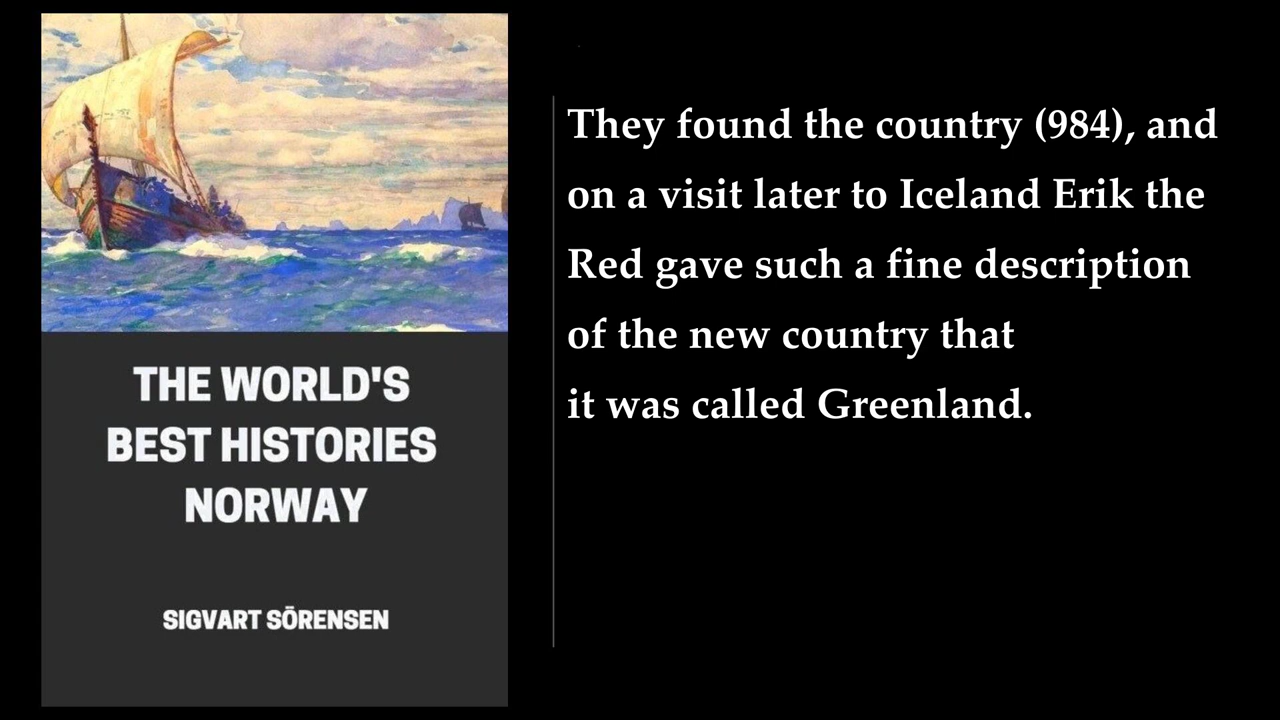 THE WORLD'S
BEST HISTORIES
NORWAY
SIGVART SÖRENSEN
They found the country (984), and
on a visit later to Iceland Erik the
Red gave such a fine description
of the new country that
it was called Greenland.